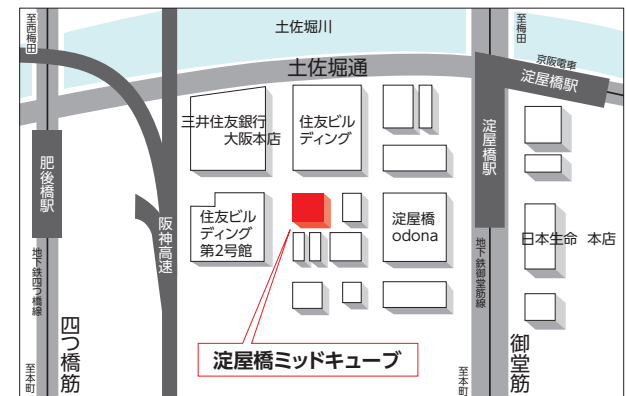 至西梅田
土佐堀川
至梅田
土佐堀通
京阪電車
淀屋橋駅
三井住友銀行
大阪本店
住友ビル
ディング
淀屋橋駅
肥後橋駅
住友ビル
ディング
第2号館
阪神高速
淀屋橋
odona
日本生命 本店
地下鉄四つ橋線
地下鉄御堂筋線
四つ橋筋
淀屋橋ミッドキューブ
御堂筋
至本町
至本町